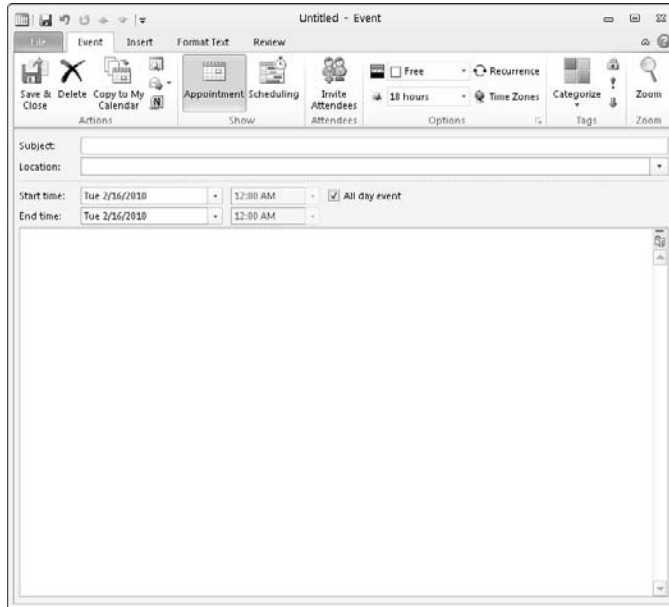 Untitled - Event
File Event Insert Format Text Review
Save & Close
Delete
Copy to My Calendar
Actions
Appointment
Scheduling
Show
Invite Attendees
Attendees
Free
18 hours
Recurrence
Time Zones
Options
Categorize
Tags
Zoom
Zoom
Subject:
Location:
Start time: Tue 2/16/2010 12:00 AM All day event
End time: Tue 2/16/2010 12:00 AM